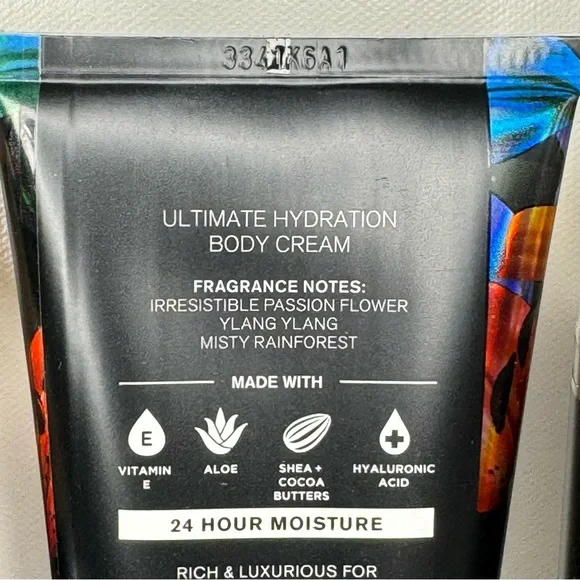 3341K6A1
ULTIMATE HYDRATION
BODY CREAM
FRAGRANCE NOTES:
IRRESISTIBLE PASSION FLOWER
YLANG YLANG
MISTY RAINFOREST
MADE WITH
E
VITAMIN
E
ALOE
SHEA +
COCOA
BUTTERS
HYALURONIC
ACID
24 HOUR MOISTURE
RICH & LUXURIOUS FOR